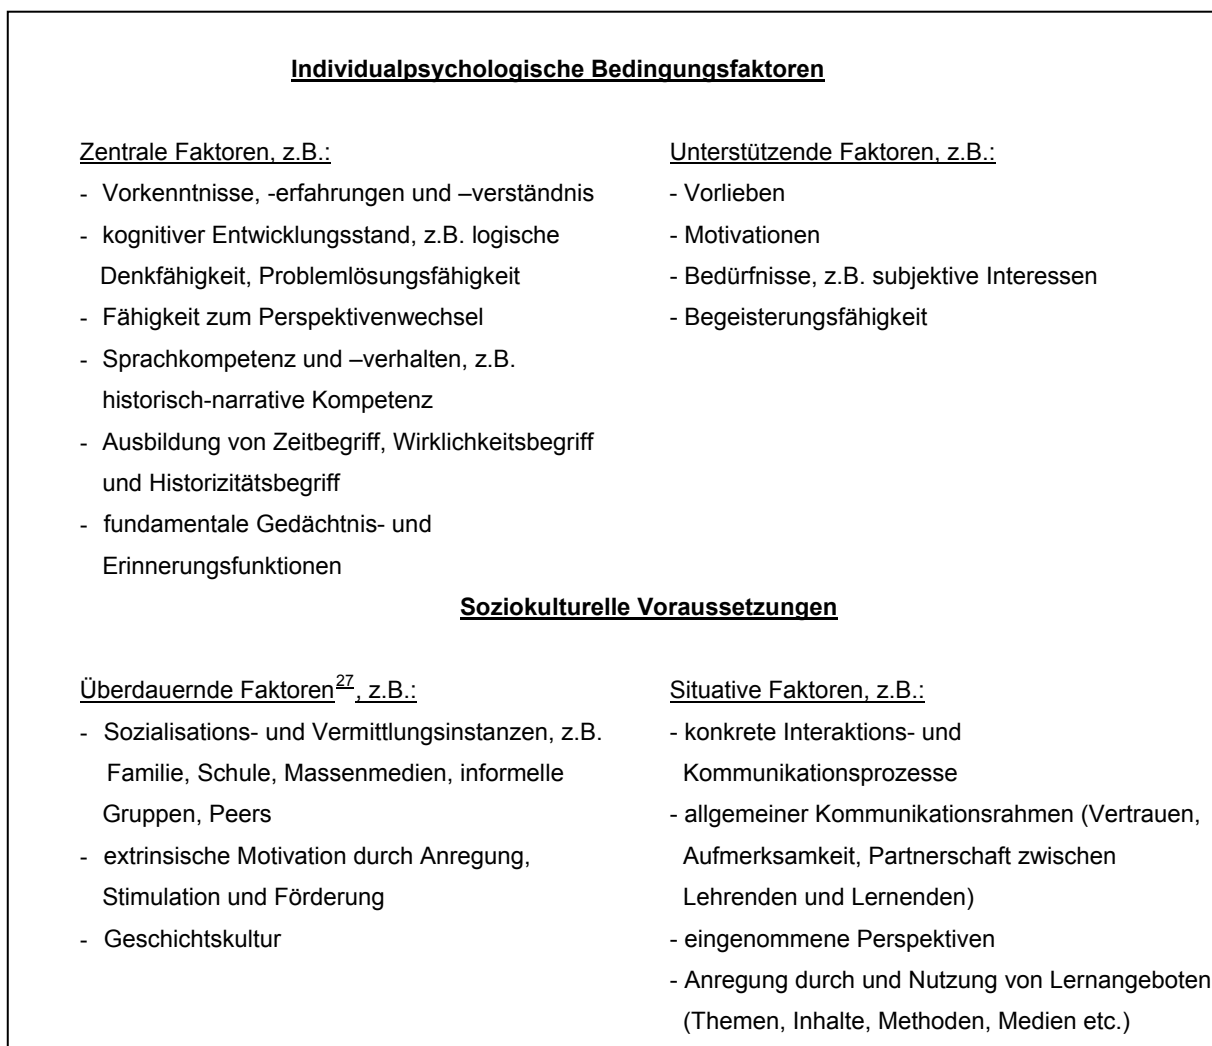 Individualpsychologische Bedingungsfaktoren
Zentrale Faktoren, z.B.:
- Vorkenntnisse, -erfahrungen und –verständnis
- kognitiver Entwicklungsstand, z.B. logische
Denkfähigkeit, Problemlösungsfähigkeit
- Fähigkeit zum Perspektivenwechsel
- Sprachkompetenz und –verhalten, z.B.
historisch-narrative Kompetenz
- Ausbildung von Zeitbegriff, Wirklichkeitsbegriff
und Historizitätsbegriff
- fundamentale Gedächtnis- und
Erinnerungsfunktionen
Unterstützende Faktoren, z.B.:
- Vorlieben
- Motivationen
- Bedürfnisse, z.B. subjektive Interessen
- Begeisterungsfähigkeit
Soziokulturelle Voraussetzungen
Überdauernde Faktoren27, z.B.:
- Sozialisations- und Vermittlungsinstanzen, z.B.
Familie, Schule, Massenmedien, informelle
Gruppen, Peers
- extrinsische Motivation durch Anregung,
Stimulation und Förderung
- Geschichtskultur
Situative Faktoren, z.B.:
- konkrete Interaktions- und
Kommunikationsprozesse
- allgemeiner Kommunikationsrahmen (Vertrauen,
Aufmerksamkeit, Partnerschaft zwischen
Lehrenden und Lernenden)
- eingenommene Perspektiven
- Anregung durch und Nutzung von Lernangeboten
(Themen, Inhalte, Methoden, Medien etc.)